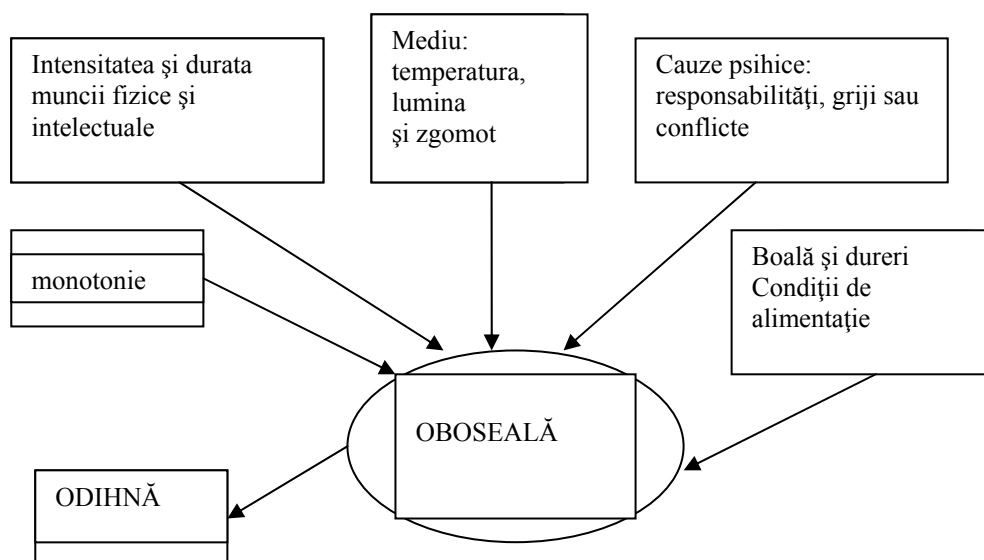 Intensitatea şi durata
muncii fizice şi
intelectuale
Mediu:
temperatura,
lumina
şi zgomot
Cauze psihice:
responsabilităţi, griji sau
conflicte
monotonie
Boală şi dureri
Condiţii de
alimentaţie
OBOSEALĂ
ODIHNĂ